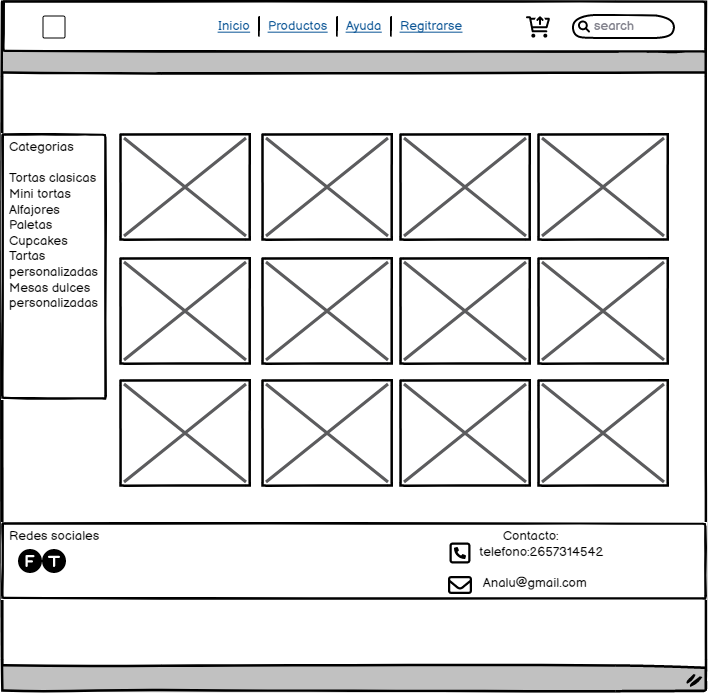 Inicio Productos Ayuda Regitrarse search
Categorias
Tortas clasicas
Mini tortas
Alfajores
Paletas
Cupcakes
Tartas
personalizadas
Mesas dulces
personalizadas
Redes sociales
F T
Contacto:
telefono:2657314542
Analu@gmail.com